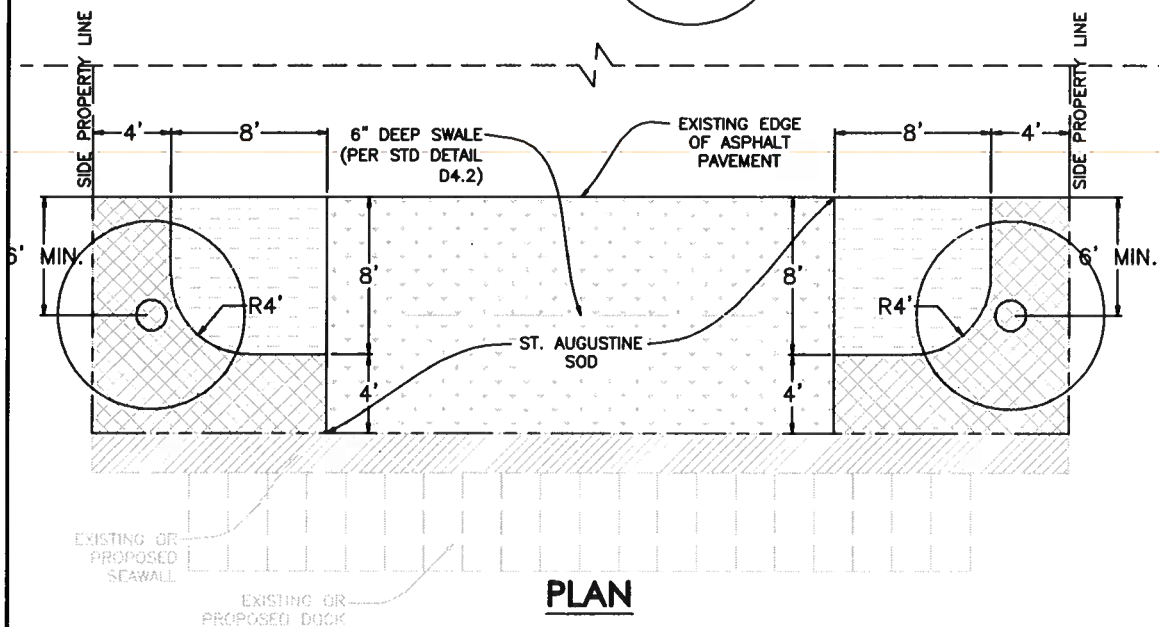 SIDE PROPERTY LINE
SIDE PROPERTY LINE
4'
8'
6" DEEP SWALE
(PER STD DETAIL
D4.2)
EXISTING EDGE
OF ASPHALT
PAVEMENT
8'
4'
6' MIN.
8'
8'
6' MIN.
R4'
R4'
ST. AUGUSTINE
SOD
4'
4'
EXISTING OR
PROPOSED
SEAWALL
EXISTING OR
PROPOSED DOCK
PLAN